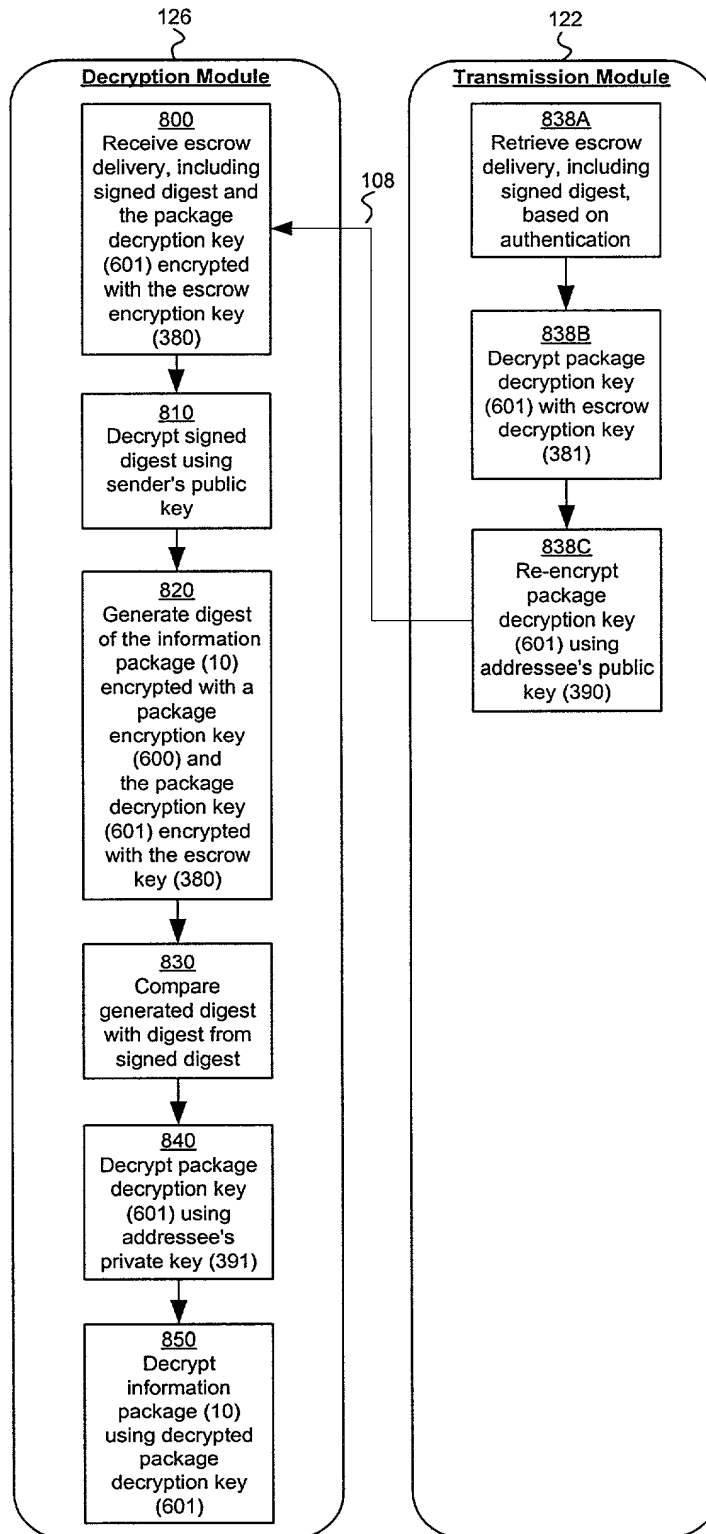 126
122
Decryption Module
800
Receive escrow
delivery, including
signed digest and
the package
decryption key
(601) encrypted
with the escrow
encryption key
(380)
810
Decrypt signed
digest using
sender's public
key
820
Generate digest
of the information
package (10)
encrypted with a
package
encryption key
(600) and
the package
decryption key
(601) encrypted
with the escrow
key (380)
830
Compare
generated digest
with digest from
signed digest
840
Decrypt package
decryption key
(601) using
addressee's
private key (391)
850
Decrypt
information
package (10)
using decrypted
package
decryption key
(601)
108
Transmission Module
838A
Retrieve escrow
delivery, including
signed digest,
based on
authentication
838B
Decrypt package
decryption key
(601) with escrow
decryption key
(381)
838C
Re-encrypt
package
decryption key
(601) using
addressee's public
key (390)